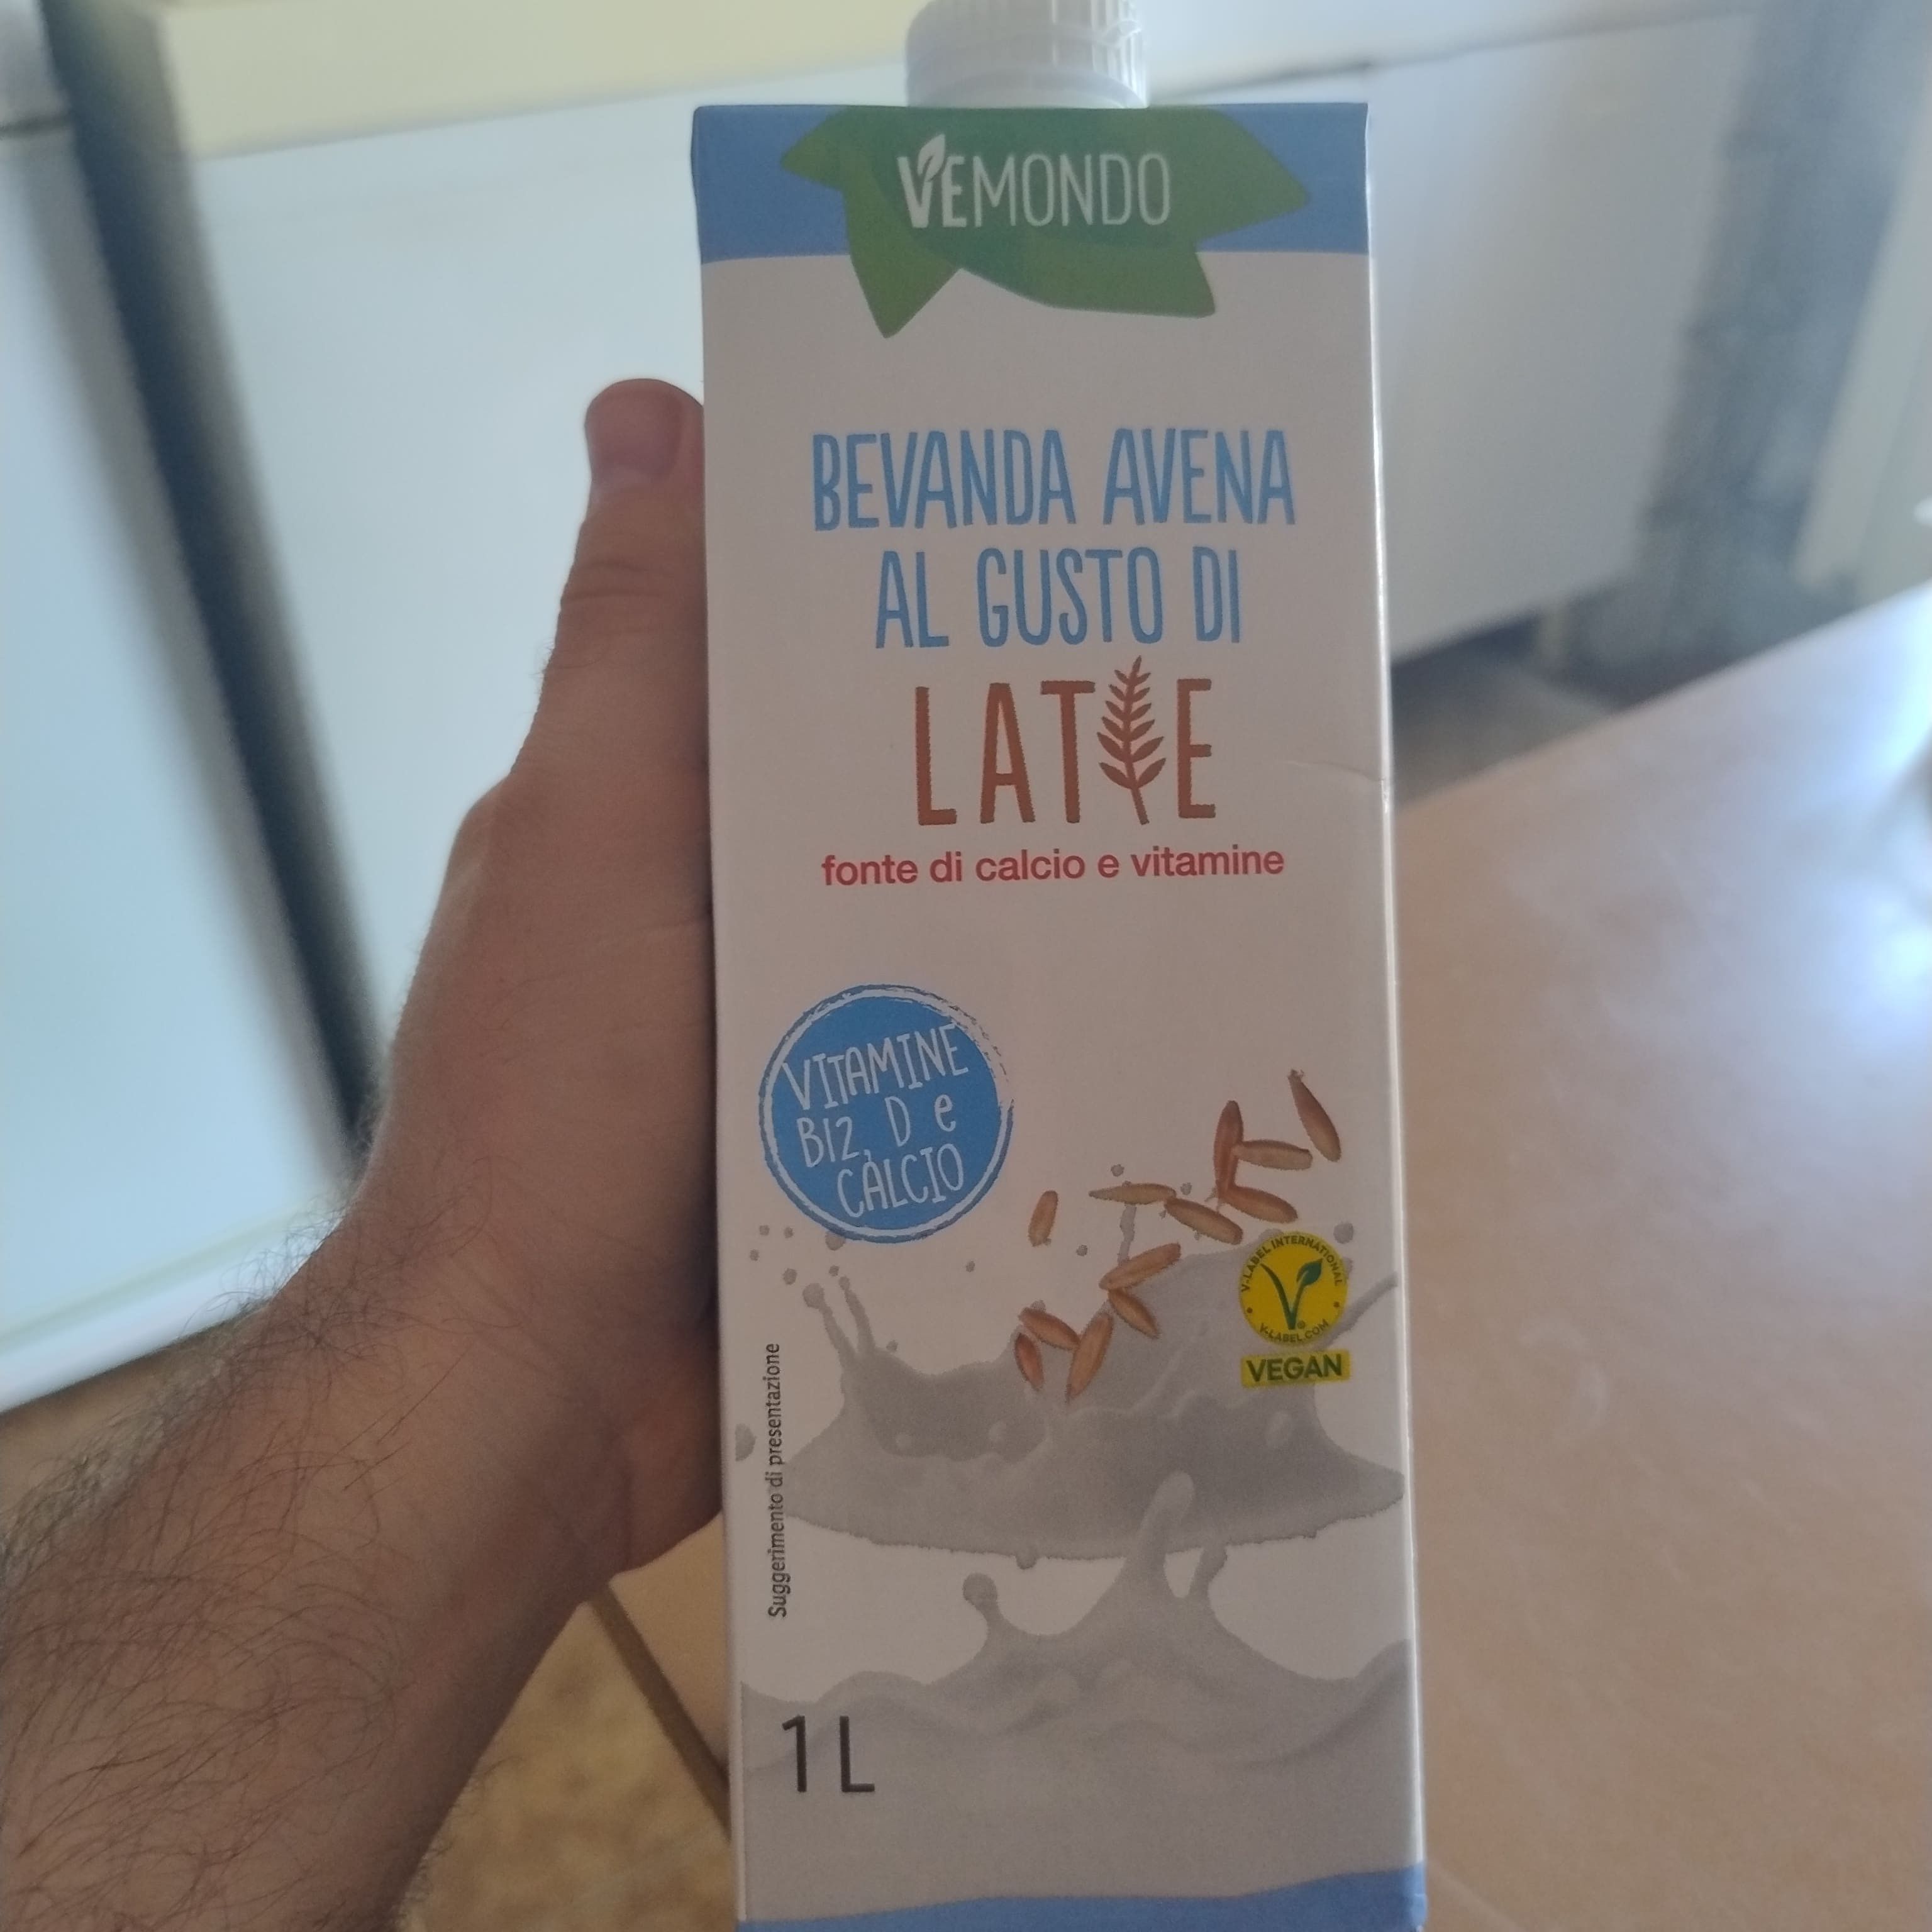 VEMONDO
BEVANDA AVENA
AL GUSTO DI
LATTE
fonte di calcio e vitamine
VITAMINE
B12, D e
CALCIO
V-LABEL INTERNATIONAL
V-LABEL.COM
VEGAN
Suggerimento di presentazione
1 L